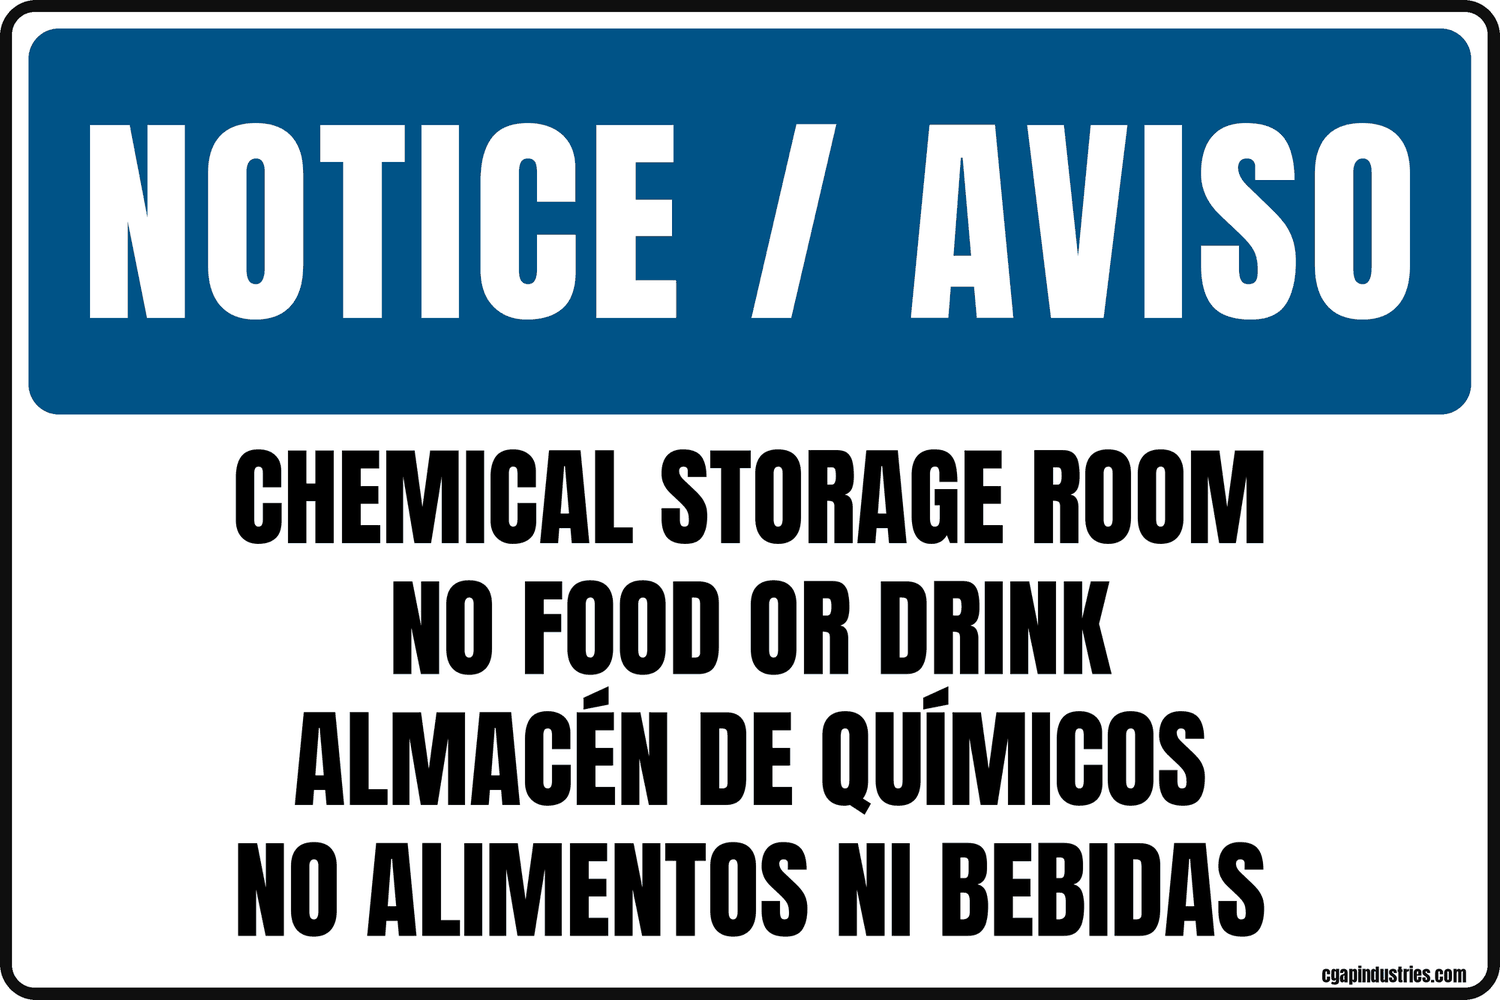 NOTICE / AVISO
CHEMICAL STORAGE ROOM
NO FOOD OR DRINK
ALMACÉN DE QUÍMICOS
NO ALIMENTOS NI BEBIDAS
cgapindustries.com